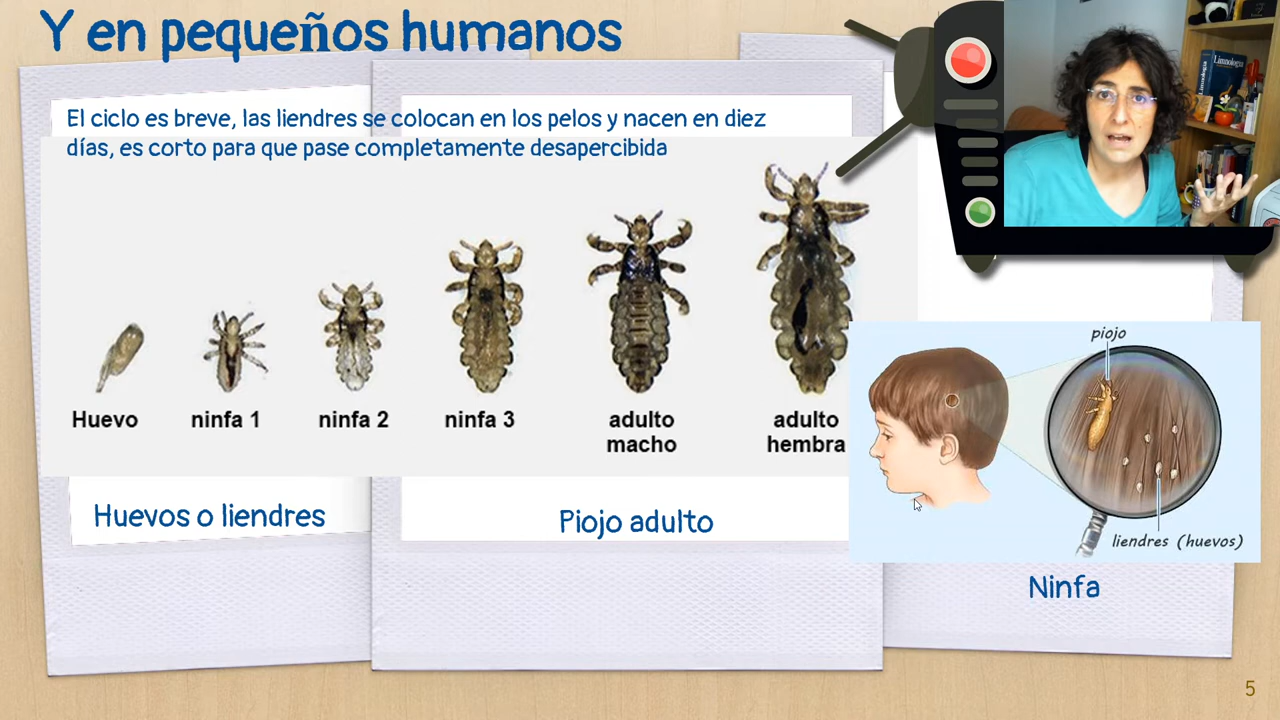 Y en pequeños humanos
El ciclo es breve, las liendres se colocan en los pelos y nacen en diez
días, es corto para que pase completamente desapercibida
Limnología
Limnología
piojo
Huevo
ninfa 1
ninfa 2
ninfa 3
adulto
macho
adulto
hembra
Huevos o liendres
Piojo adulto
liendres (huevos)
Ninfa
5